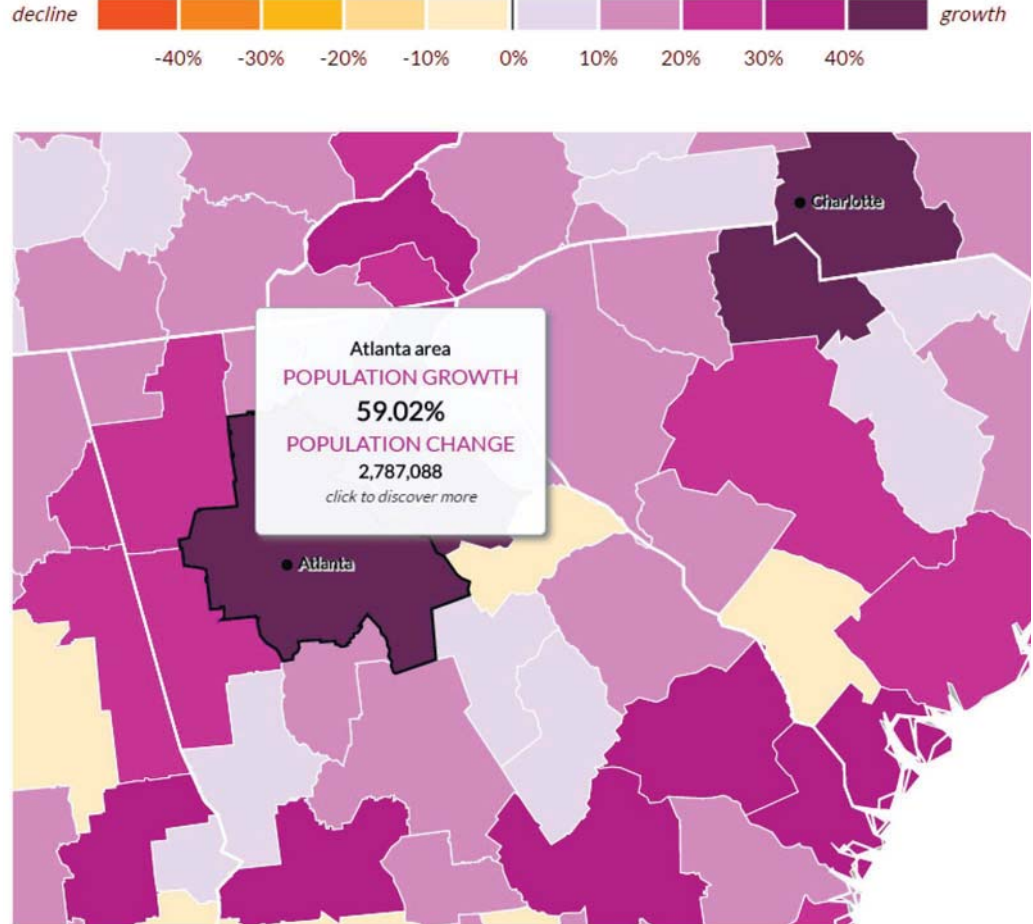 decline growth
-40% -30% -20% -10% 0% 10% 20% 30% 40%
Charlotte
Atlanta area
POPULATION GROWTH
59.02%
POPULATION CHANGE
2,787,088
click to discover more
Atlanta